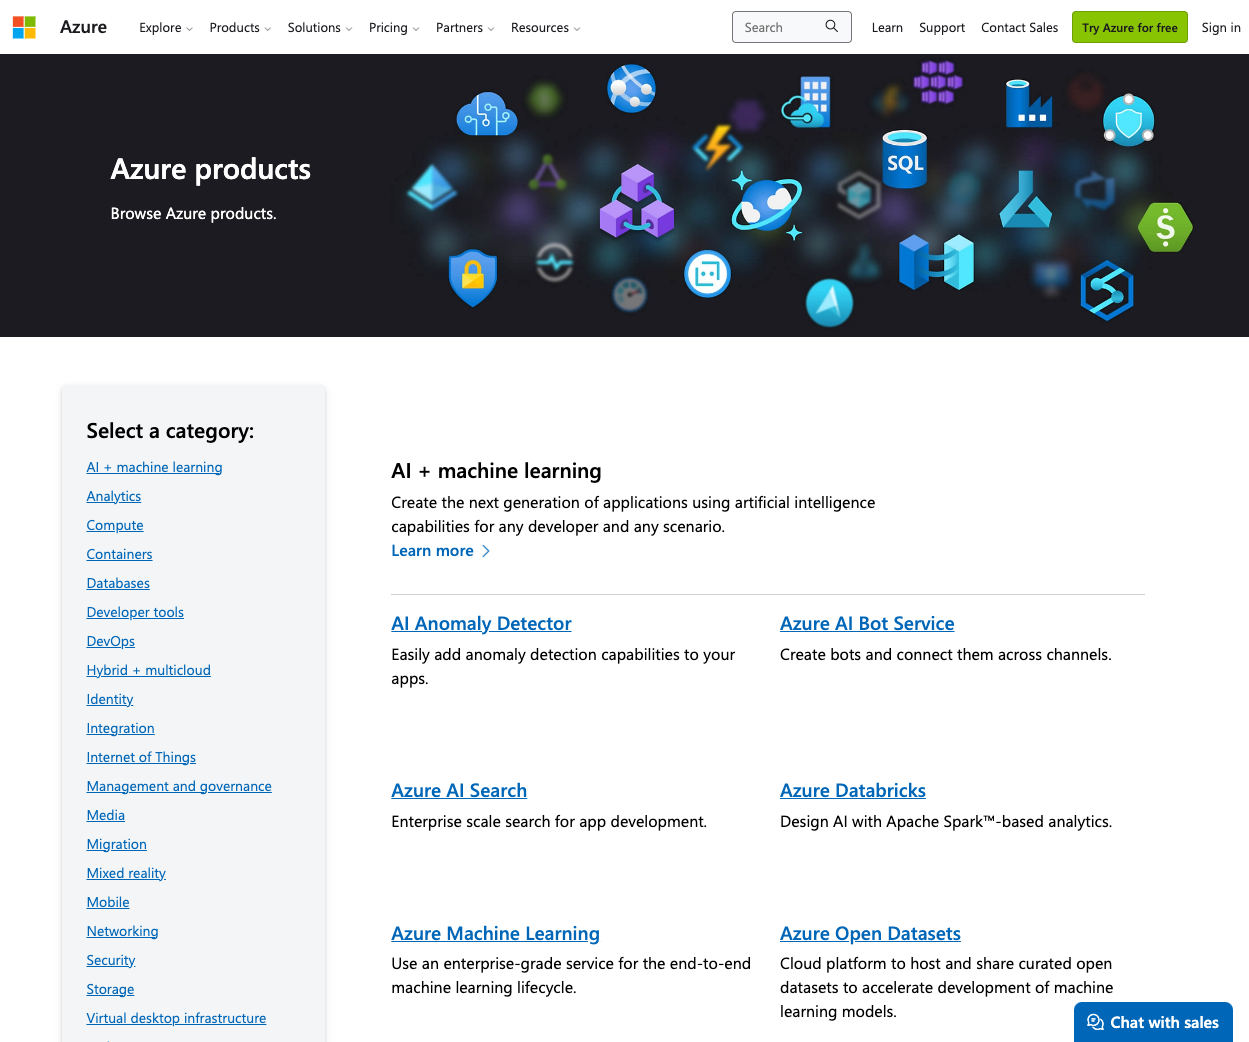 Azure
Explore
Products
Solutions
Pricing
Partners
Resources
Search
Learn
Support
Contact Sales
Try Azure for free
Sign in
Azure products
Browse Azure products.
SQL
$
Select a category:
AI + machine learning
Analytics
Compute
Containers
Databases
Developer tools
DevOps
Hybrid + multicloud
Identity
Integration
Internet of Things
Management and governance
Media
Migration
Mixed reality
Mobile
Networking
Security
Storage
Virtual desktop infrastructure
AI + machine learning
Create the next generation of applications using artificial intelligence
capabilities for any developer and any scenario.
Learn more
AI Anomaly Detector
Easily add anomaly detection capabilities to your
apps.
Azure AI Bot Service
Create bots and connect them across channels.
Azure AI Search
Enterprise scale search for app development.
Azure Databricks
Design AI with Apache Spark™-based analytics.
Azure Machine Learning
Use an enterprise-grade service for the end-to-end
machine learning lifecycle.
Azure Open Datasets
Cloud platform to host and share curated open
datasets to accelerate development of machine
learning models.
Chat with sales